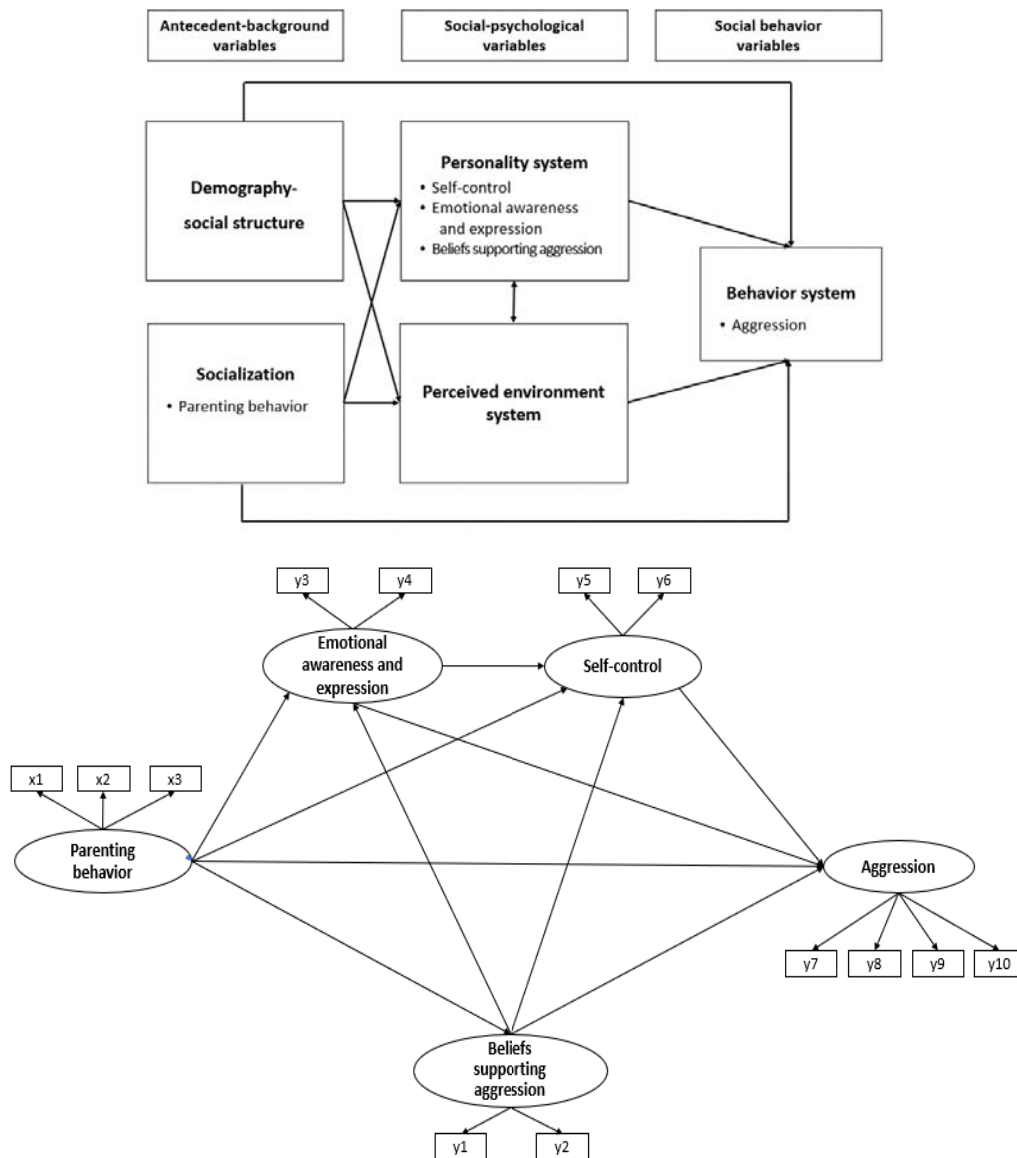 Antecedent-background
variables
Social-psychological
variables
Social behavior
variables
Demography-
social structure
Personality system
• Self-control
• Emotional awareness
and expression
• Beliefs supporting aggression
Behavior system
• Aggression
Socialization
• Parenting behavior
Perceived environment
system
y3
y4
y5
y6
Emotional
awareness and
expression
Self-control
x1
x2
x3
Parenting
behavior
Aggression
y7
y8
y9
y10
Beliefs
supporting
aggression
y1
y2